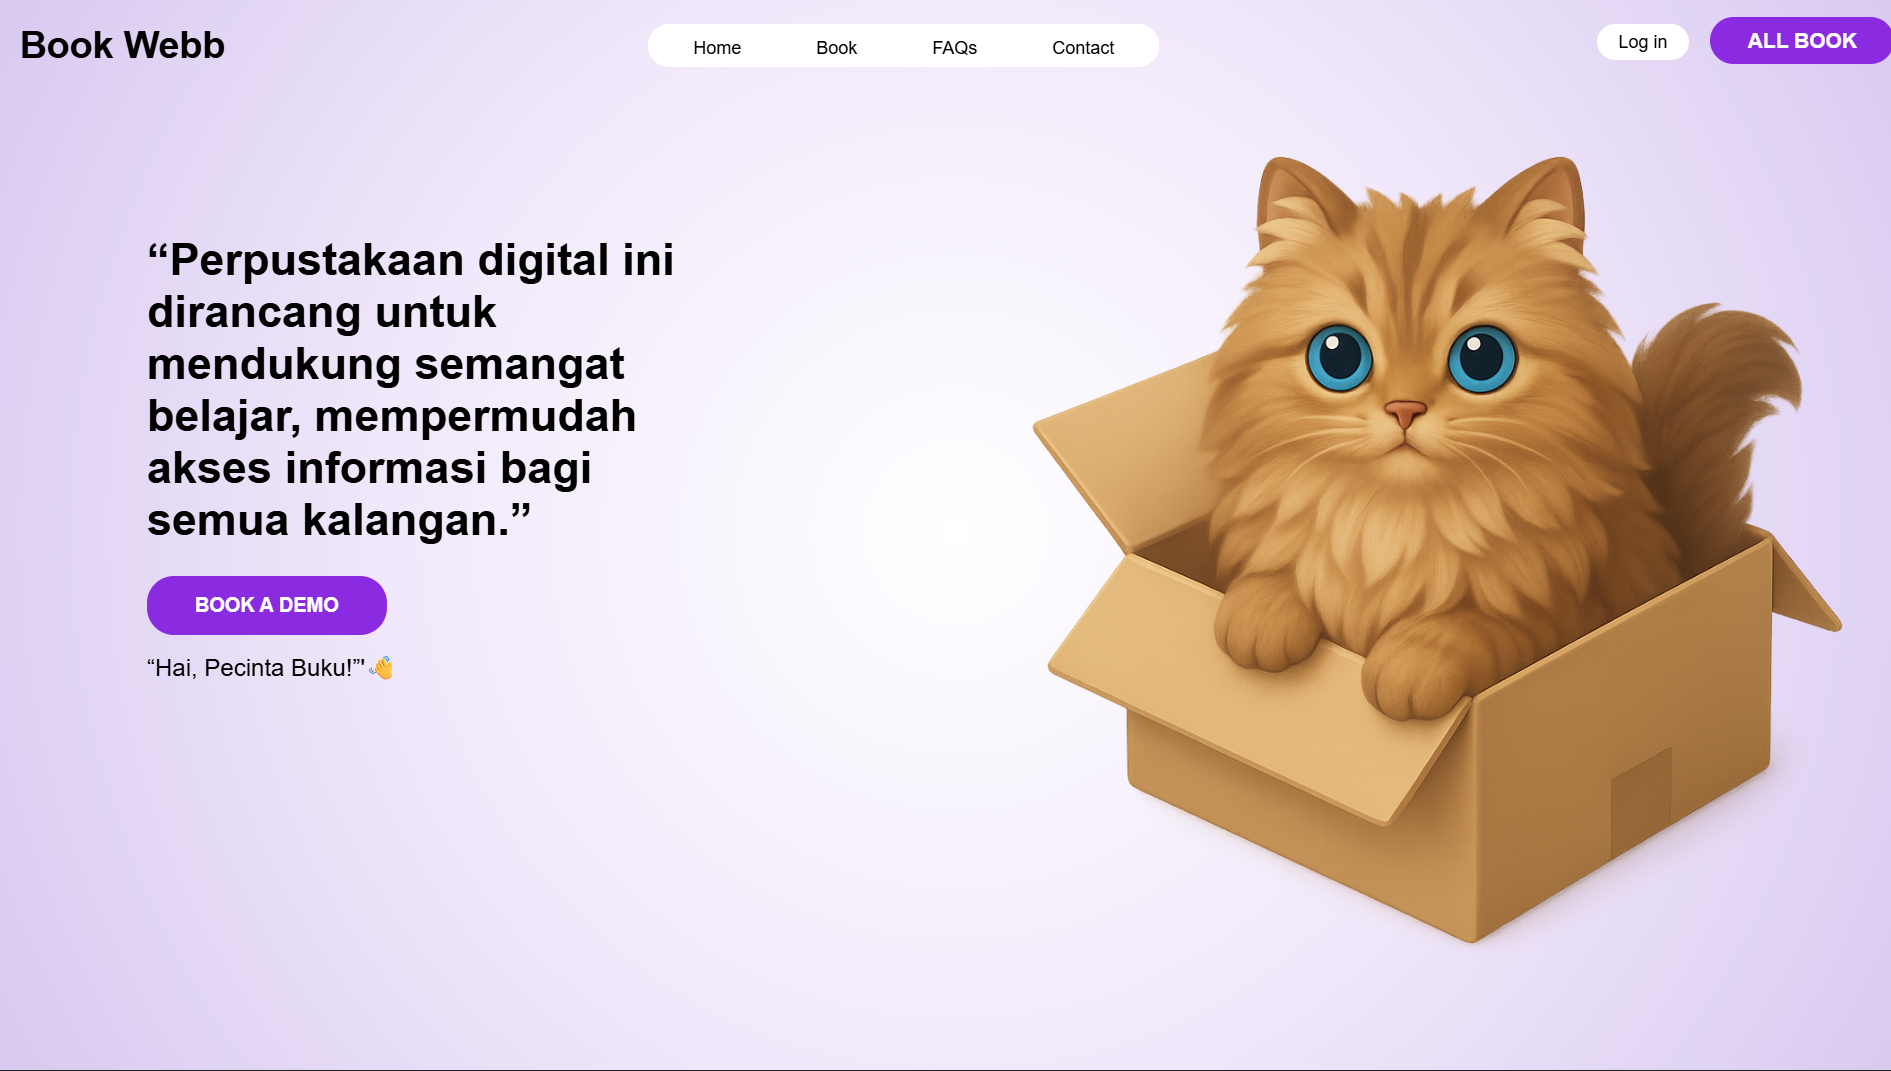 Book Webb
Home Book FAQs Contact
Log in
ALL BOOK
“Perpustakaan digital ini
dirancang untuk
mendukung semangat
belajar, mempermudah
akses informasi bagi
semua kalangan.”
BOOK A DEMO
“Hai, Pecinta Buku!”'👋